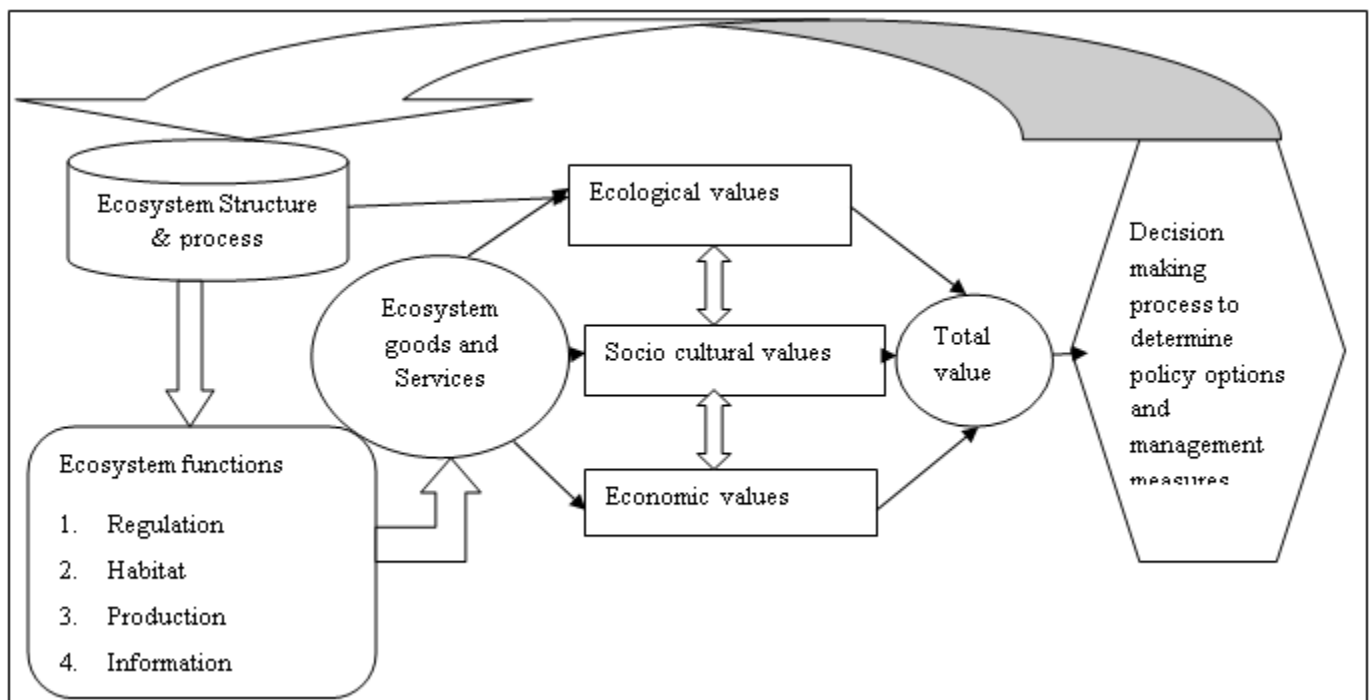 Ecosystem Structure
& process
Ecosystem functions
1. Regulation
2. Habitat
3. Production
4. Information
Ecosystem
goods and
Services
Ecological values
Socio cultural values
Economic values
Total
value
Decision
making
process to
determine
policy options
and
management
measures